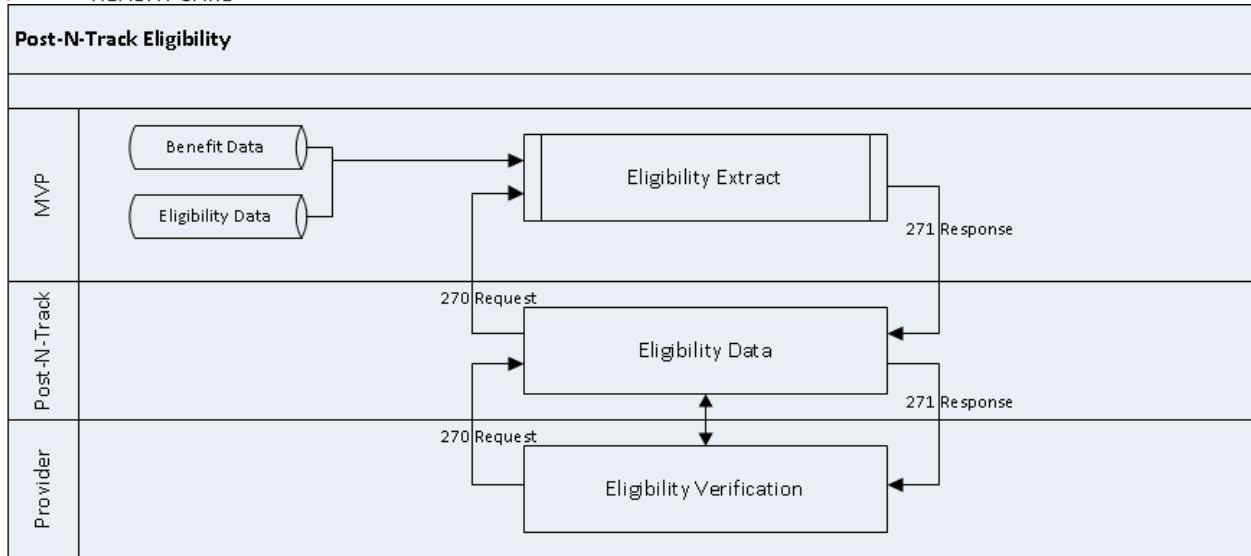 Post-N-Track Eligibility
MVP
Benefit Data
Eligibility Data
Eligibility Extract
271 Response
270 Request
Post-N-Track
Eligibility Data
271 Response
270 Request
Provider
Eligibility Verification